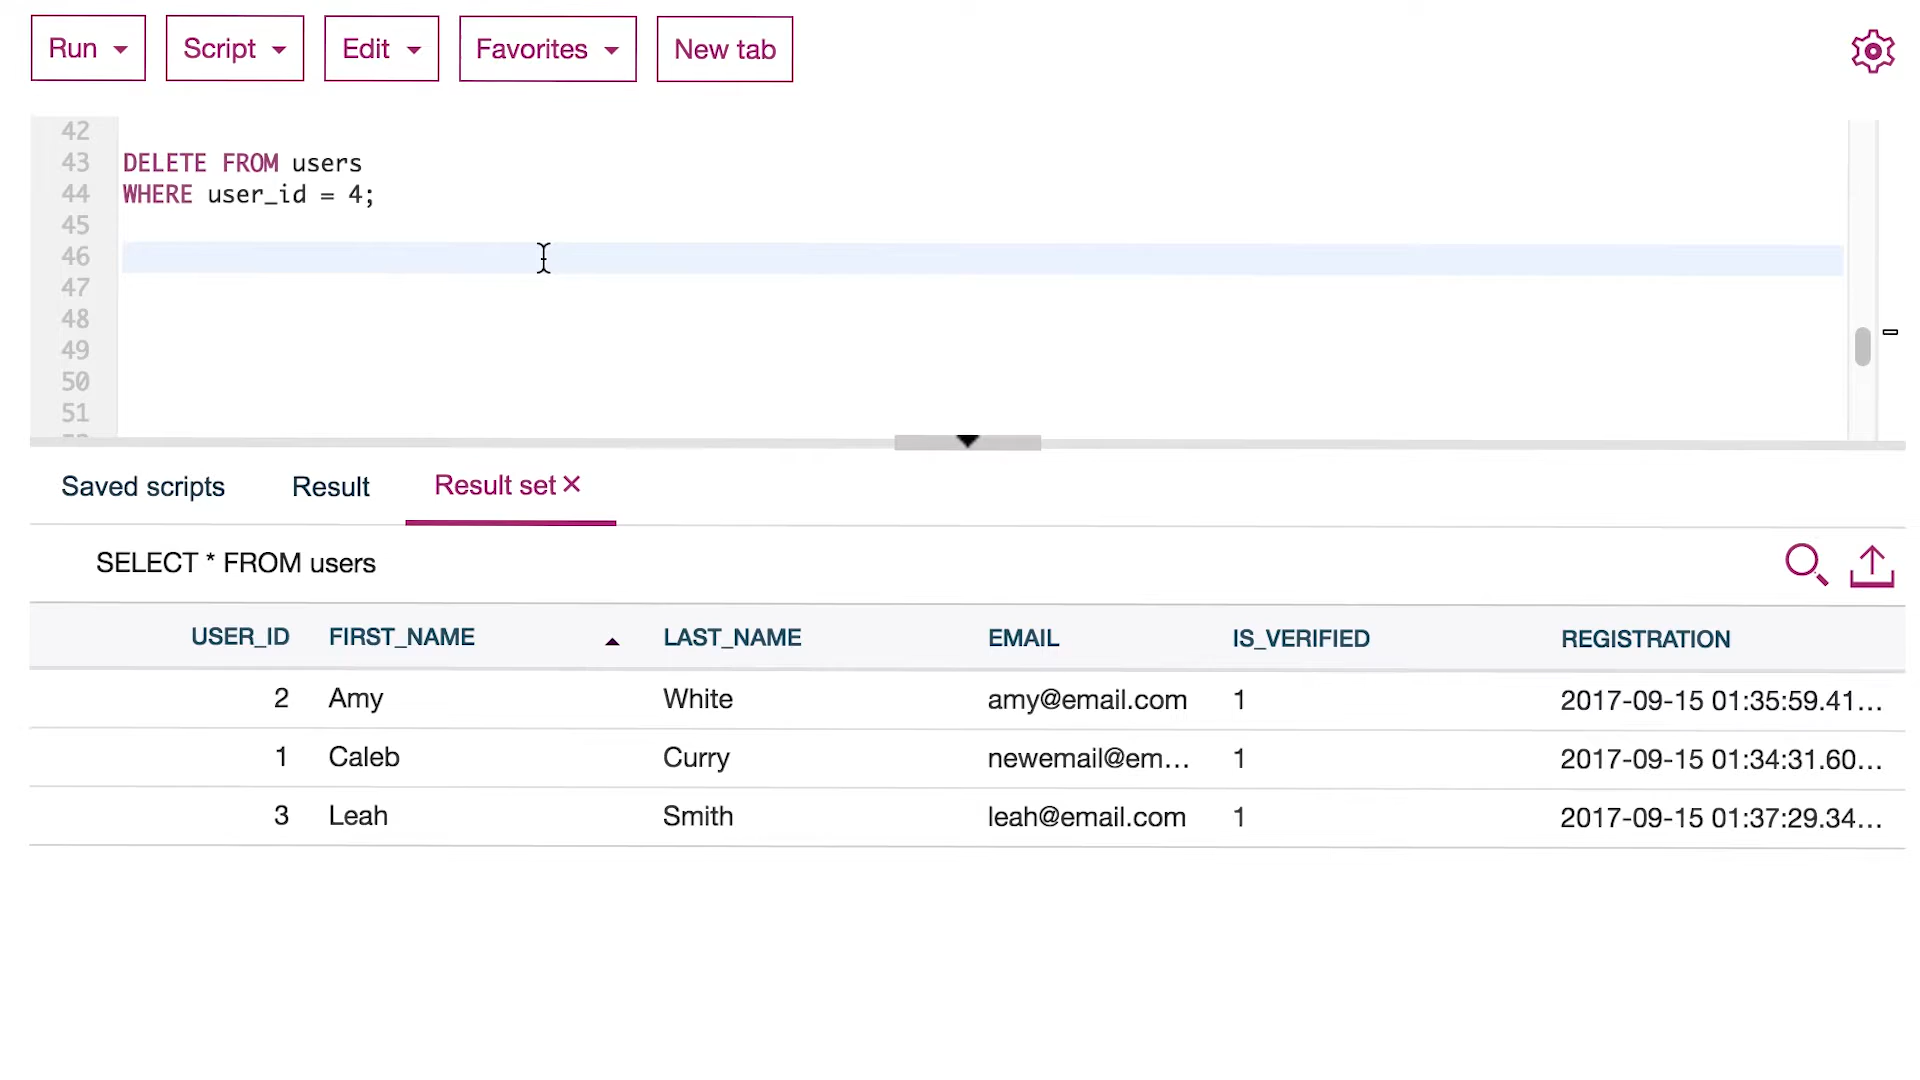 Run Script Edit Favorites New tab
42
43 DELETE FROM users
44 WHERE user_id = 4;
45
46
47
48
49
50
51
Saved scripts Result Result set ×
SELECT * FROM users
USER_ID FIRST_NAME LAST_NAME EMAIL IS_VERIFIED REGISTRATION
2 Amy White amy@email.com 1 2017-09-15 01:35:59.41...
1 Caleb Curry newemail@em... 1 2017-09-15 01:34:31.60...
3 Leah Smith leah@email.com 1 2017-09-15 01:37:29.34...